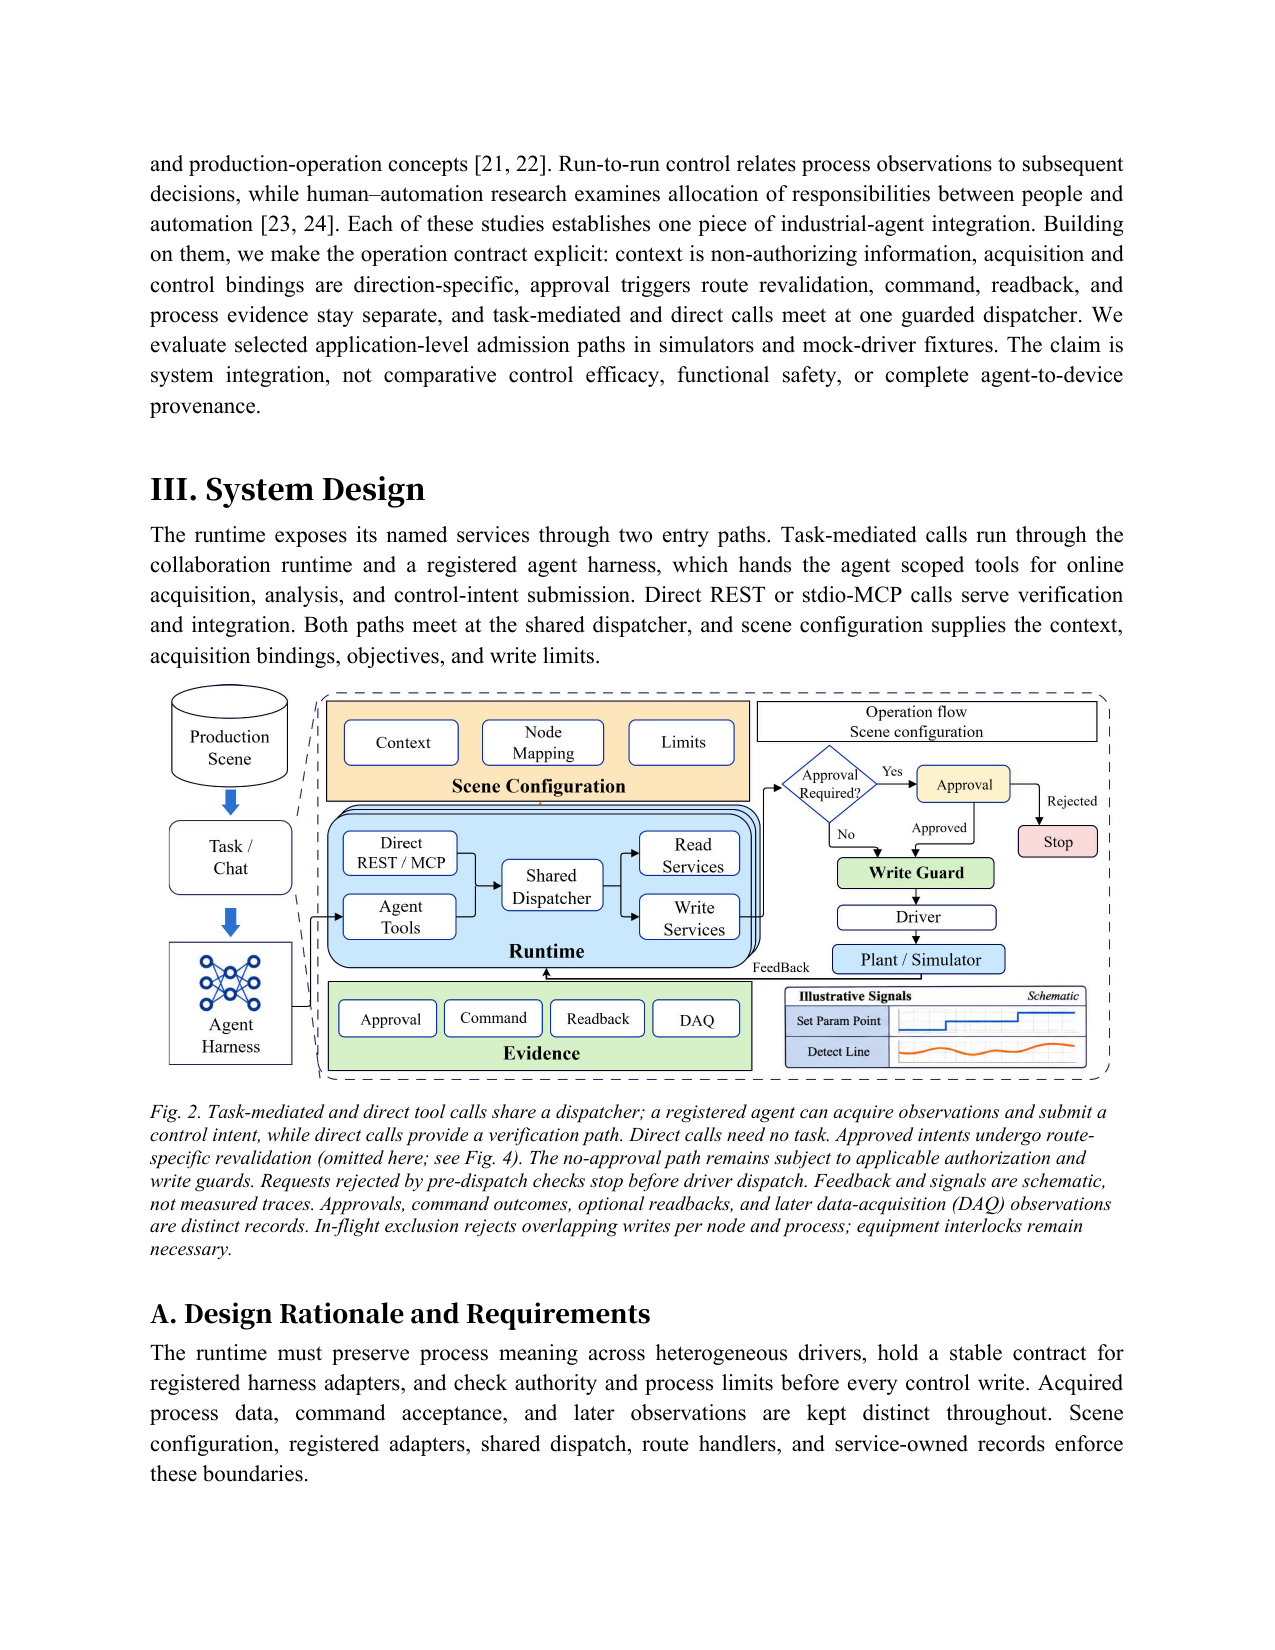 and production-operation concepts [21, 22]. Run-to-run control relates process observations to subsequent
decisions, while human–automation research examines allocation of responsibilities between people and
automation [23, 24]. Each of these studies establishes one piece of industrial-agent integration. Building
on them, we make the operation contract explicit: context is non-authorizing information, acquisition and
control bindings are direction-specific, approval triggers route revalidation, command, readback, and
process evidence stay separate, and task-mediated and direct calls meet at one guarded dispatcher. We
evaluate selected application-level admission paths in simulators and mock-driver fixtures. The claim is
system integration, not comparative control efficacy, functional safety, or complete agent-to-device
provenance.
III. System Design
The runtime exposes its named services through two entry paths. Task-mediated calls run through the
collaboration runtime and a registered agent harness, which hands the agent scoped tools for online
acquisition, analysis, and control-intent submission. Direct REST or stdio-MCP calls serve verification
and integration. Both paths meet at the shared dispatcher, and scene configuration supplies the context,
acquisition bindings, objectives, and write limits.
Production
Scene
Task /
Chat
Agent
Harness
Context
Node
Mapping
Limits
Scene Configuration
Direct
REST / MCP
Agent
Tools
Shared
Dispatcher
Read
Services
Write
Services
Runtime
Approval
Command
Readback
DAQ
Evidence
Operation flow
Scene configuration
Approval
Required?
Yes
Approval
Rejected
No
Approved
Stop
Write Guard
Driver
Plant / Simulator
FeedBack
Illustrative Signals
Schematic
Set Param Point
Detect Line
Fig. 2. Task-mediated and direct tool calls share a dispatcher; a registered agent can acquire observations and submit a
control intent, while direct calls provide a verification path. Direct calls need no task. Approved intents undergo route-
specific revalidation (omitted here; see Fig. 4). The no-approval path remains subject to applicable authorization and
write guards. Requests rejected by pre-dispatch checks stop before driver dispatch. Feedback and signals are schematic,
not measured traces. Approvals, command outcomes, optional readbacks, and later data-acquisition (DAQ) observations
are distinct records. In-flight exclusion rejects overlapping writes per node and process; equipment interlocks remain
necessary.
A. Design Rationale and Requirements
The runtime must preserve process meaning across heterogeneous drivers, hold a stable contract for
registered harness adapters, and check authority and process limits before every control write. Acquired
process data, command acceptance, and later observations are kept distinct throughout. Scene
configuration, registered adapters, shared dispatch, route handlers, and service-owned records enforce
these boundaries.